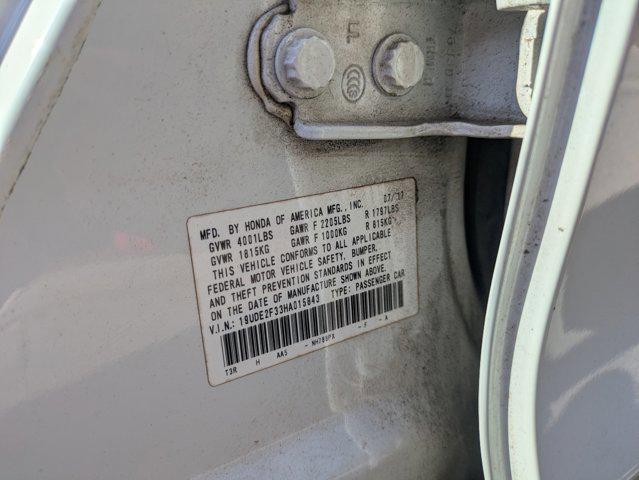 F
CCC
MFD. BY HONDA OF AMERICA MFG., INC. 07/17
GVWR 4001LBS GAWR F 2205LBS R 1797LBS
GVWR 1815KG GAWR F 1000KG R 815KG
THIS VEHICLE CONFORMS TO ALL APPLICABLE
FEDERAL MOTOR VEHICLE SAFETY, BUMPER,
AND THEFT PREVENTION STANDARDS IN EFFECT
ON THE DATE OF MANUFACTURE SHOWN ABOVE.
V.I.N.: 19UDE2F33HA015843 TYPE: PASSENGER CAR
T3R H AA5 - NH788PX - F - A